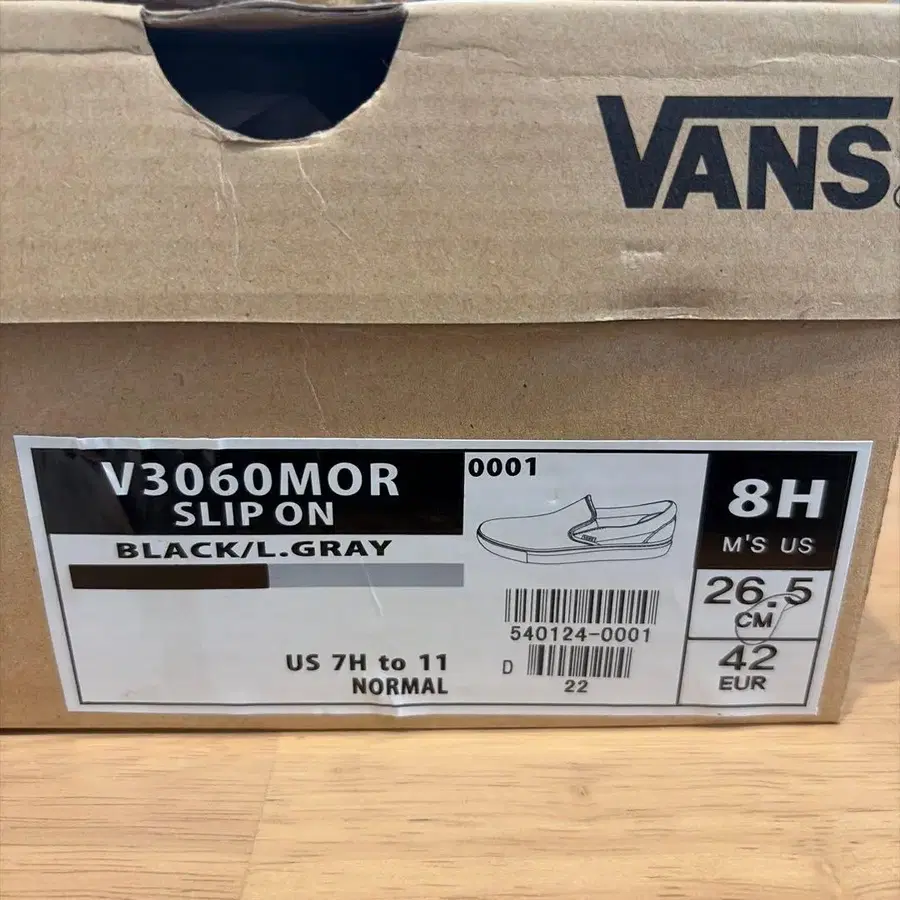 VANS
V3060MOR
SLIP ON
BLACK/L.GRAY
US 7H to 11
NORMAL
0001
540124-0001
D
22
8H
M'S US
26.5
CM
42
EUR